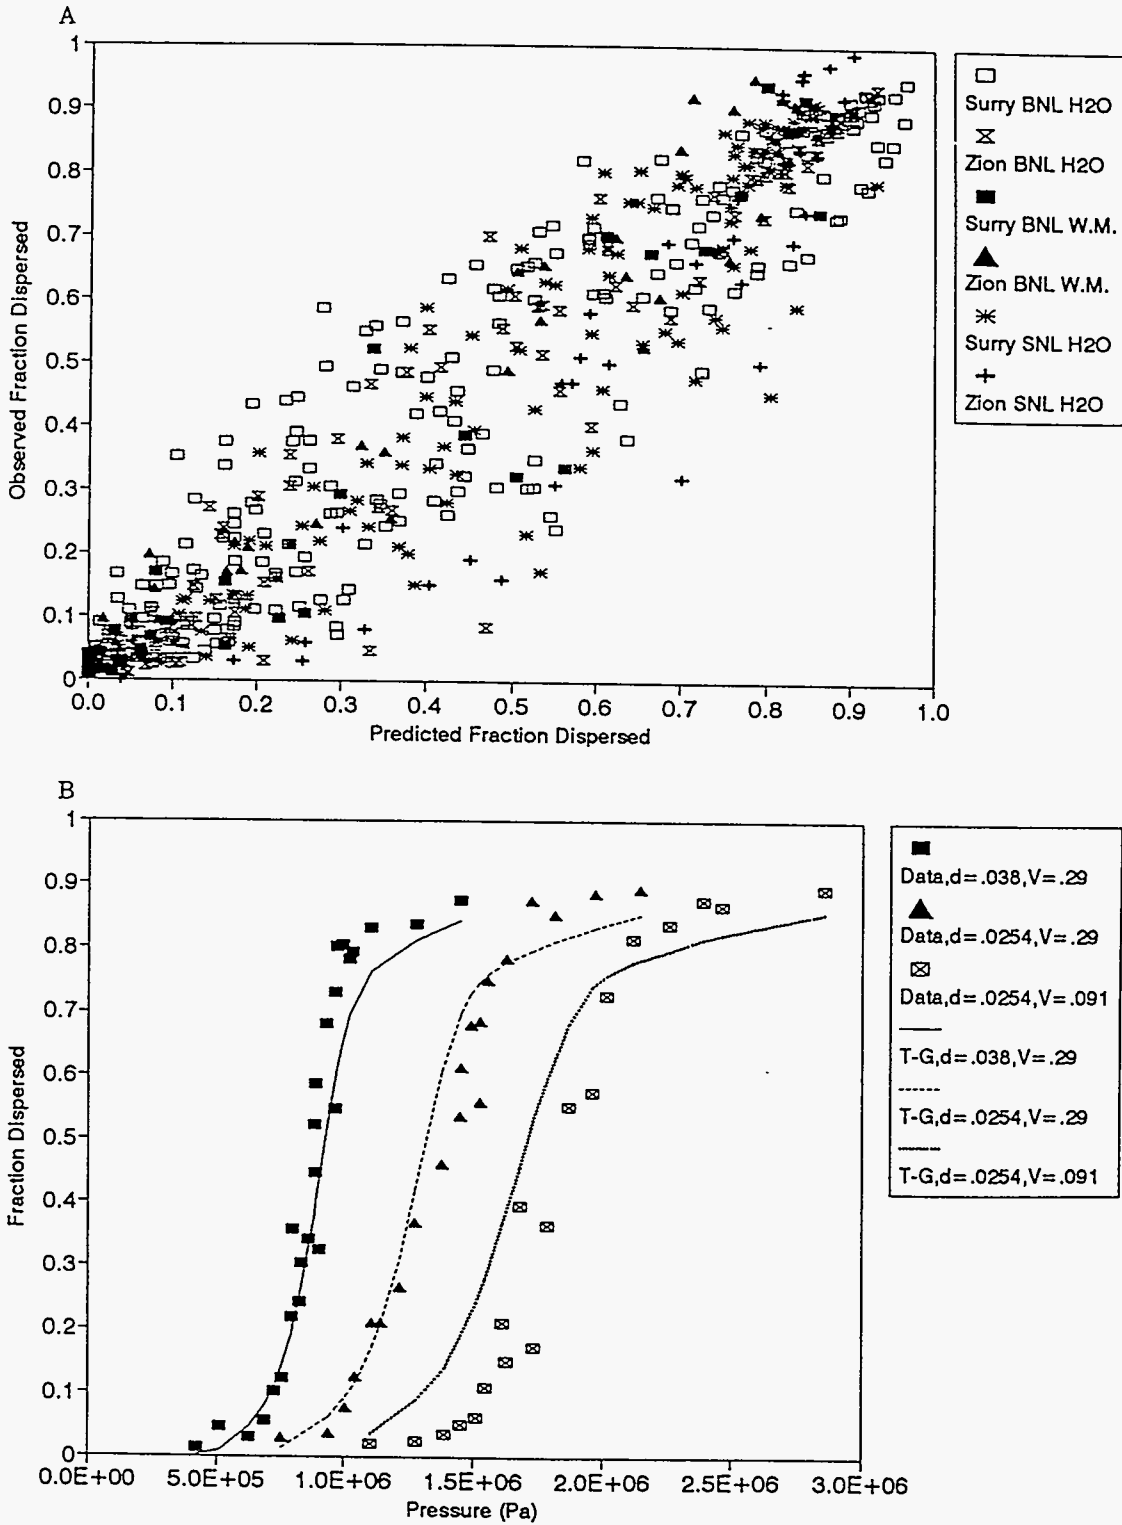 A
1
0.9
0.8
0.7
0.6
0.5
0.4
0.3
0.2
0.1
0
0.0 0.1 0.2 0.3 0.4 0.5 0.6 0.7 0.8 0.9 1.0
Observed Fraction Dispersed
Predicted Fraction Dispersed
Surry BNL H2O
Zion BNL H2O
Surry BNL W.M.
Zion BNL W.M.
Surry SNL H2O
Zion SNL H2O
B
1
0.9
0.8
0.7
0.6
0.5
0.4
0.3
0.2
0.1
0
0.0E+00 5.0E+05 1.0E+06 1.5E+06 2.0E+06 2.5E+06 3.0E+06
Fraction Dispersed
Pressure (Pa)
Data,d=.038,V=.29
Data,d=.0254,V=.29
Data,d=.0254,V=.091
T-G,d=.038,V=.29
T-G,d=.0254,V=.29
T-G,d=.0254,V=.091